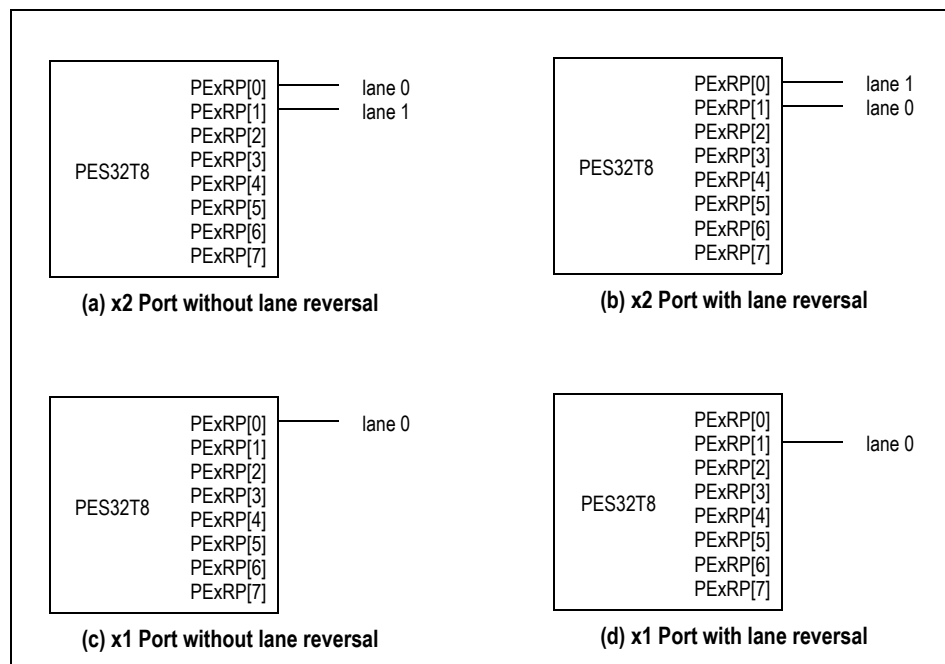 PES32T8
PExRP[0] lane 0
PExRP[1] lane 1
PExRP[2]
PExRP[3]
PExRP[4]
PExRP[5]
PExRP[6]
PExRP[7]
(a) x2 Port without lane reversal
PES32T8
PExRP[0] lane 1
PExRP[1] lane 0
PExRP[2]
PExRP[3]
PExRP[4]
PExRP[5]
PExRP[6]
PExRP[7]
(b) x2 Port with lane reversal
PES32T8
PExRP[0] lane 0
PExRP[1]
PExRP[2]
PExRP[3]
PExRP[4]
PExRP[5]
PExRP[6]
PExRP[7]
(c) x1 Port without lane reversal
PES32T8
PExRP[0]
PExRP[1] lane 0
PExRP[2]
PExRP[3]
PExRP[4]
PExRP[5]
PExRP[6]
PExRP[7]
(d) x1 Port with lane reversal